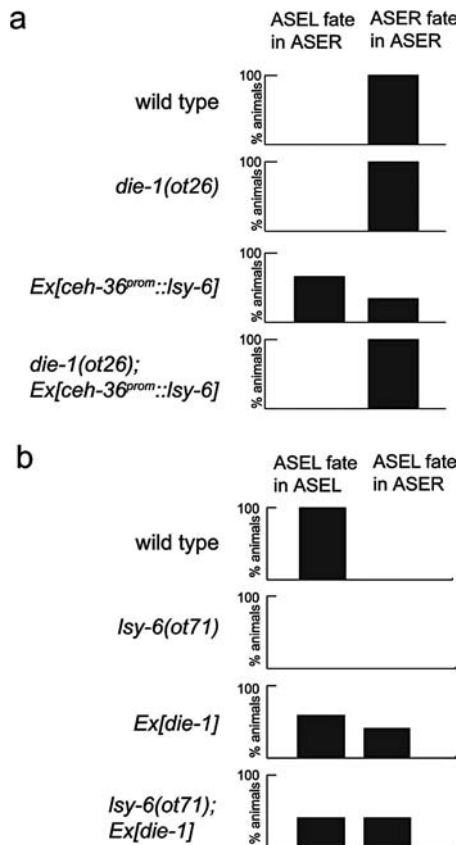 a
ASEL fate ASER fate
in ASER in ASER
wild type
100
% animals
die-1(ot26)
100
% animals
Ex[ceh-36prom::lsy-6]
100
% animals
die-1(ot26);
Ex[ceh-36prom::lsy-6]
100
% animals
b
ASEL fate ASEL fate
in ASEL in ASER
wild type
100
% animals
lsy-6(ot71)
100
% animals
Ex[die-1]
100
% animals
lsy-6(ot71);
Ex[die-1]
100
% animals